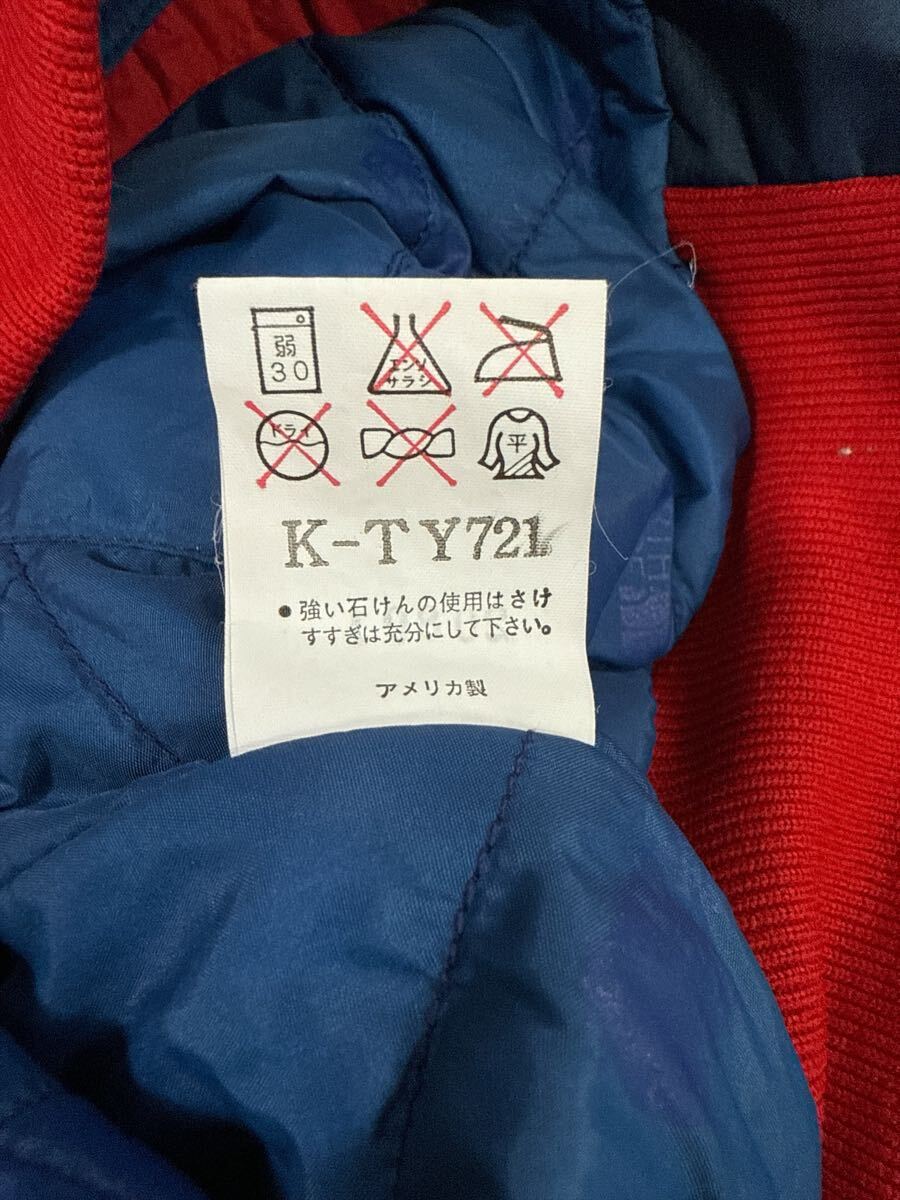 弱
30
エンソ
サラシ
ドライ
平
K-TY721
● 強い石けんの使用はさけ
すすぎは充分にして下さい。
アメリカ製